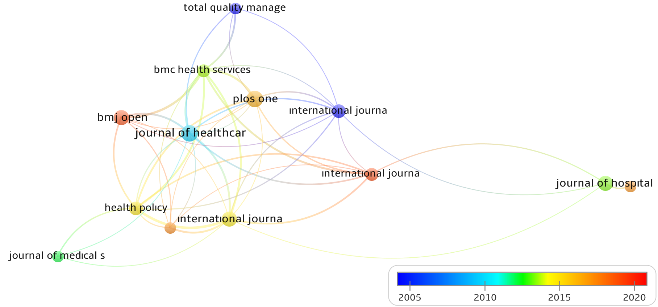 total quality manage
bmc health services
plos one
international journa
bmj open
journal of healthcar
international journa
journal of hospital
health policy
international journa
journal of medical s
2005 2010 2015 2020